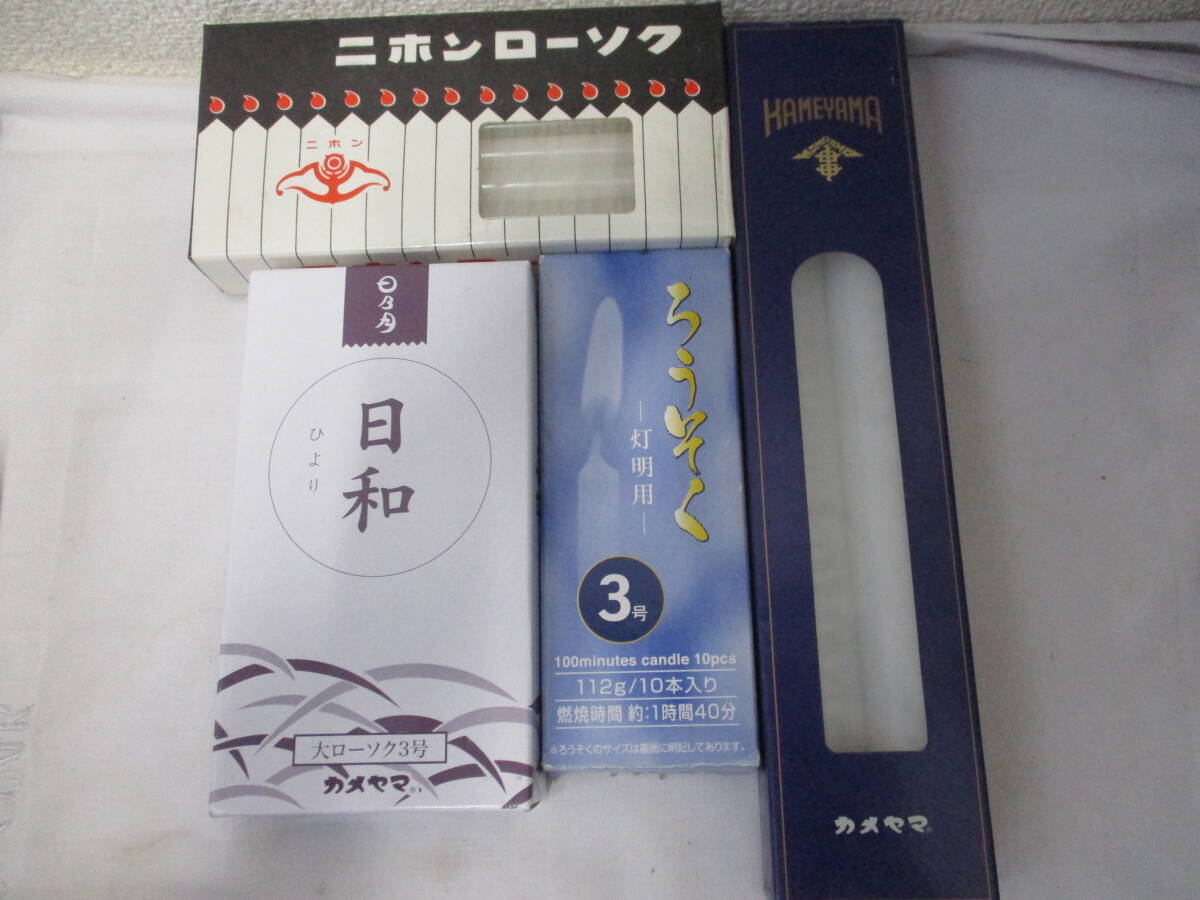 ニホンローソク
ニホン
KAMEYAMA
カメヤマ
日々月
日和
ひより
大ローソク3号
カメヤマ
ろうそく
―灯明用―
3号
100minutes candle 10pcs
112g/10本入り
燃焼時間 約:1時間40分
※ろうそくのサイズは裏面に明記してあります。